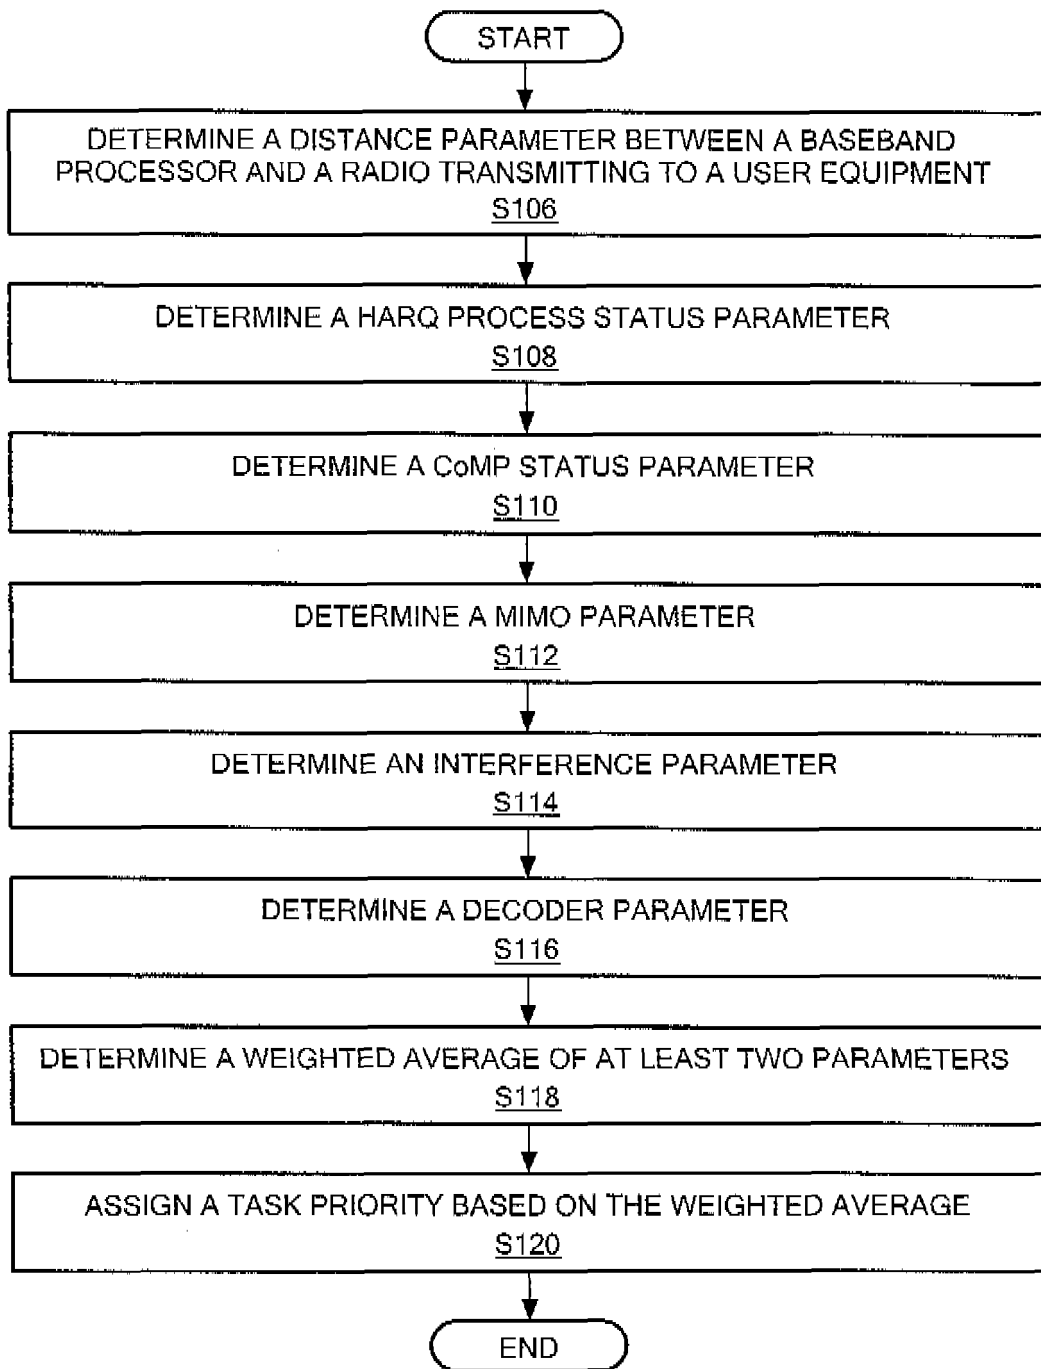 START
DETERMINE A DISTANCE PARAMETER BETWEEN A BASEBAND
PROCESSOR AND A RADIO TRANSMITTING TO A USER EQUIPMENT
S106
DETERMINE A HARQ PROCESS STATUS PARAMETER
S108
DETERMINE A CoMP STATUS PARAMETER
S110
DETERMINE A MIMO PARAMETER
S112
DETERMINE AN INTERFERENCE PARAMETER
S114
DETERMINE A DECODER PARAMETER
S116
DETERMINE A WEIGHTED AVERAGE OF AT LEAST TWO PARAMETERS
S118
ASSIGN A TASK PRIORITY BASED ON THE WEIGHTED AVERAGE
S120
END